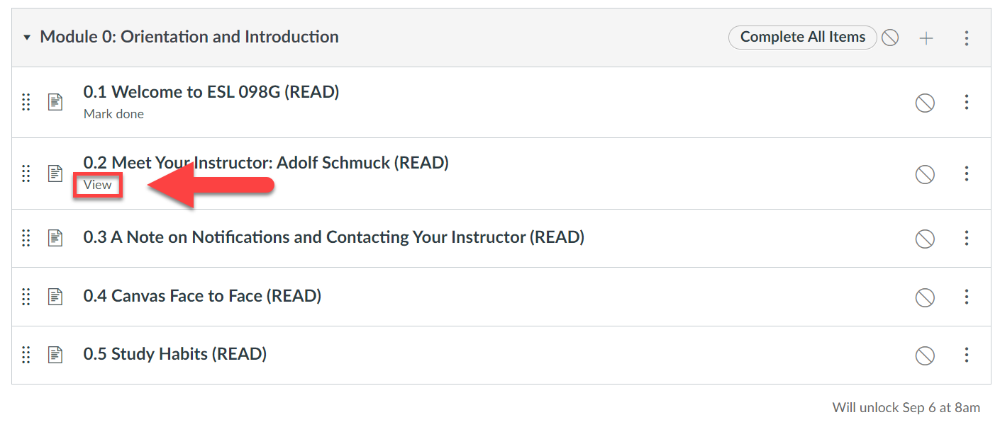 Module 0: Orientation and Introduction
Complete All Items
0.1 Welcome to ESL 098G (READ)
Mark done
0.2 Meet Your Instructor: Adolf Schmuck (READ)
View
0.3 A Note on Notifications and Contacting Your Instructor (READ)
0.4 Canvas Face to Face (READ)
0.5 Study Habits (READ)
Will unlock Sep 6 at 8am